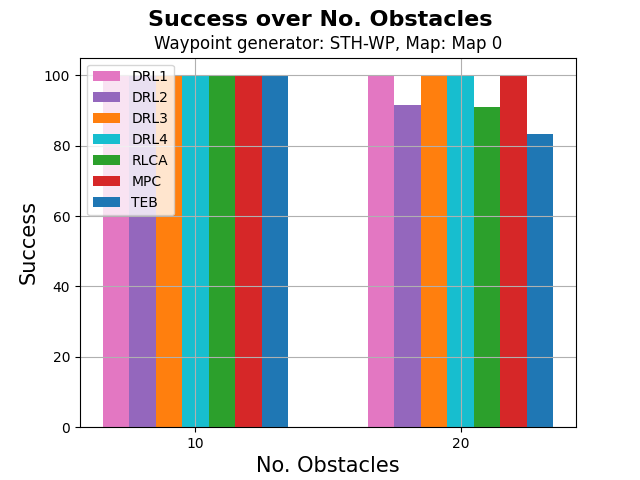 Success over No. Obstacles
Waypoint generator: STH-WP, Map: Map 0
100
80
60
40
20
0
Success
DRL1
DRL2
DRL3
DRL4
RLCA
MPC
TEB
10
20
No. Obstacles